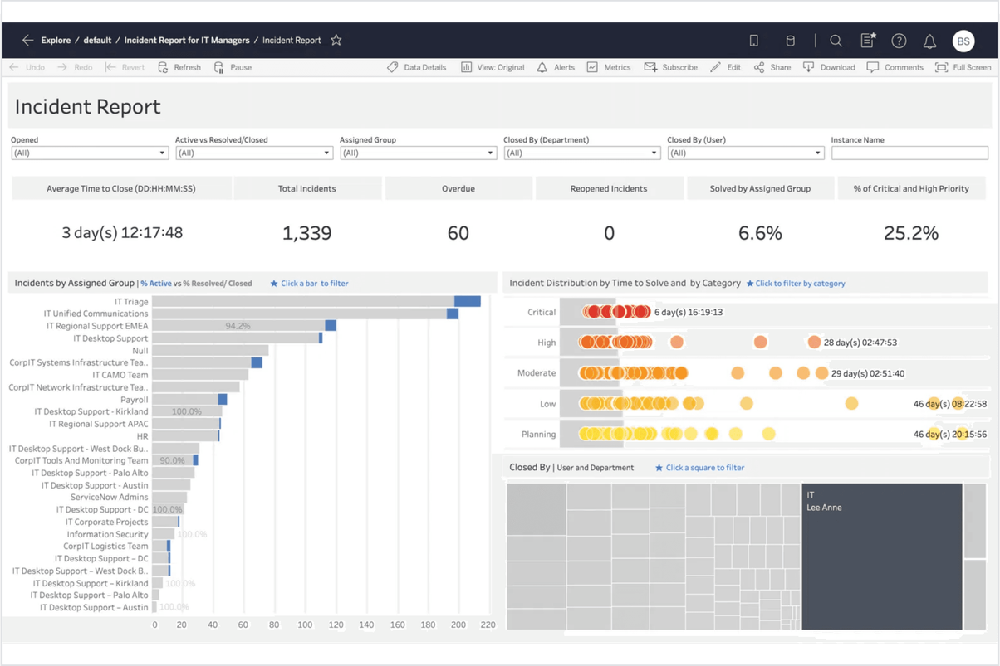 Explore / default / Incident Report for IT Managers / Incident Report
BS
Undo Redo Revert Refresh Pause Data Details View: Original Alerts Metrics Subscribe Edit Share Download Comments Full Screen
Incident Report
Opened Active vs Resolved/Closed Assigned Group Closed By (Department) Closed By (User) Instance Name
(All) (All) (All) (All) (All)
Average Time to Close (DD:HH:MM:SS) Total Incidents Overdue Reopened Incidents Solved by Assigned Group % of Critical and High Priority
3 day(s) 12:17:48 1,339 60 0 6.6% 25.2%
Incidents by Assigned Group | % Active vs % Resolved/ Closed ★ Click a bar to filter
IT Triage
IT Unified Communications
IT Regional Support EMEA 94.2%
IT Desktop Support
Null
CorpIT Systems Infrastructure Tea..
IT CAMO Team
CorpIT Network Infrastructure Tea..
Payroll
IT Desktop Support - Kirkland 100.0%
IT Regional Support APAC
HR
IT Desktop Support - West Dock Bu..
CorpIT Tools And Monitoring Team 90.0%
IT Desktop Support - Palo Alto
IT Desktop Support - Austin
ServiceNow Admins
IT Desktop Support - DC 100.0%
IT Corporate Projects
Information Security 100.0%
CorpIT Logistics Team
IT Desktop Support – DC
IT Desktop Support – West Dock B..
IT Desktop Support – Kirkland 100.0%
IT Desktop Support – Palo Alto
IT Desktop Support – Austin 100.0%
0 20 40 60 80 100 120 140 160 180 200 220
Incident Distribution by Time to Solve and by Category ★ Click to filter by category
Critical 6 day(s) 16:19:13
High 28 day(s) 02:47:53
Moderate 29 day(s) 02:51:40
Low 46 day(s) 08:22:58
Planning 46 day(s) 20:15:56
Closed By | User and Department ★ Click a square to filter
IT
Lee Anne